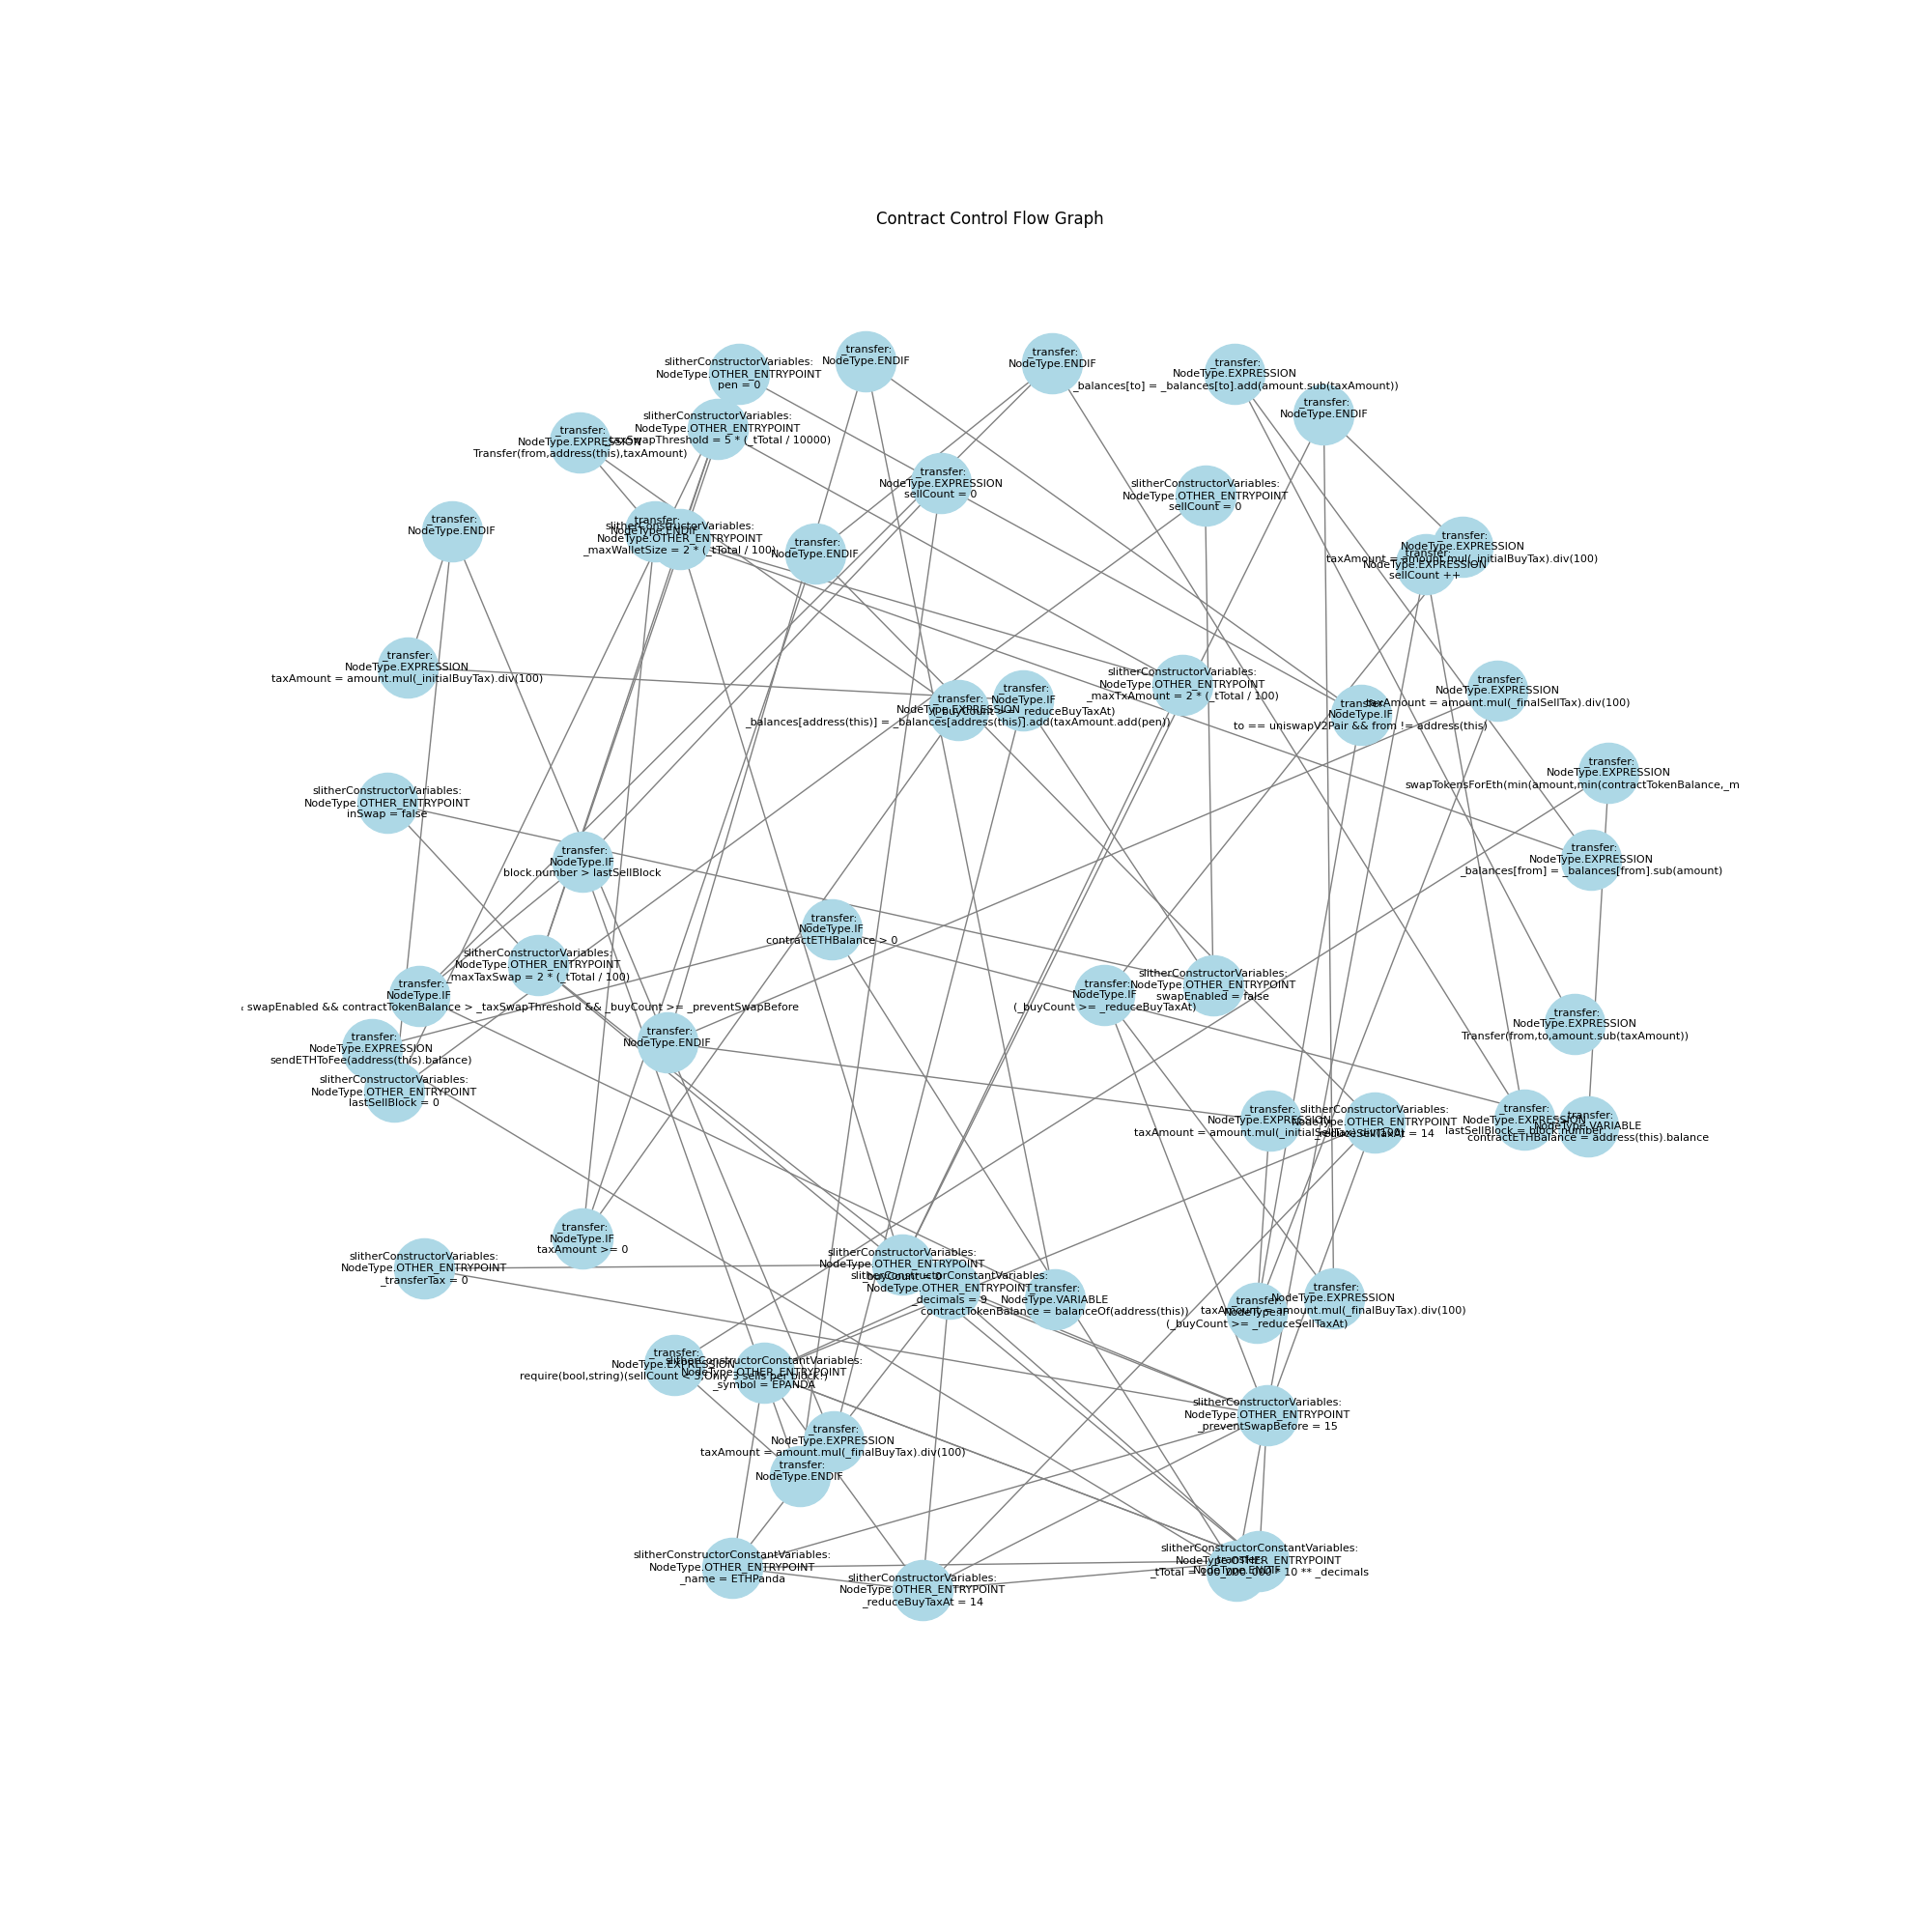 Contract Control Flow Graph
_transfer:
NodeType.ENDIF
_transfer:
NodeType.ENDIF
slitherConstructorVariables:
NodeType.OTHER_ENTRYPOINT
pen = 0
_transfer:
NodeType.EXPRESSION
_balances[to] = _balances[to].add(amount.sub(taxAmount))
_transfer:
NodeType.ENDIF
slitherConstructorVariables:
NodeType.OTHER_ENTRYPOINT
_taxSwapThreshold = 5 * (_tTotal / 10000)
_transfer:
NodeType.EXPRESSION
Transfer(from,address(this),taxAmount)
_transfer:
NodeType.EXPRESSION
sellCount = 0
slitherConstructorVariables:
NodeType.OTHER_ENTRYPOINT
sellCount = 0
_transfer:
NodeType.ENDIF
_transfer:
NodeType.ENDIF
slitherConstructorVariables:
NodeType.OTHER_ENTRYPOINT
_maxWalletSize = 2 * (_tTotal / 100)
_transfer:
NodeType.ENDIF
_transfer:
NodeType.EXPRESSION
taxAmount = amount.mul(_initialBuyTax).div(100)
_transfer:
NodeType.EXPRESSION
sellCount ++
_transfer:
NodeType.EXPRESSION
taxAmount = amount.mul(_initialBuyTax).div(100)
_transfer:
NodeType.EXPRESSION
_balances[address(this)] = _balances[address(this)].add(taxAmount.add(pen))
_transfer:
NodeType.IF
(_buyCount >= _reduceBuyTaxAt)
slitherConstructorVariables:
NodeType.OTHER_ENTRYPOINT
_maxTxAmount = 2 * (_tTotal / 100)
_transfer:
NodeType.IF
to == uniswapV2Pair && from != address(this)
_transfer:
NodeType.EXPRESSION
taxAmount = amount.mul(_finalSellTax).div(100)
_transfer:
NodeType.EXPRESSION
swapTokensForEth(min(amount,min(contractTokenBalance,_m
slitherConstructorVariables:
NodeType.OTHER_ENTRYPOINT
inSwap = false
_transfer:
NodeType.IF
block.number > lastSellBlock
_transfer:
NodeType.EXPRESSION
_balances[from] = _balances[from].sub(amount)
_transfer:
NodeType.IF
contractETHBalance > 0
slitherConstructorVariables:
NodeType.OTHER_ENTRYPOINT
_maxTaxSwap = 2 * (_tTotal / 100)
_transfer:
NodeType.IF
swapEnabled && contractTokenBalance > _taxSwapThreshold && _buyCount >= _preventSwapBefore
_transfer:
NodeType.IF
(_buyCount >= _reduceBuyTaxAt)
slitherConstructorVariables:
NodeType.OTHER_ENTRYPOINT
swapEnabled = false
_transfer:
NodeType.EXPRESSION
Transfer(from,to,amount.sub(taxAmount))
_transfer:
NodeType.ENDIF
_transfer:
NodeType.EXPRESSION
sendETHToFee(address(this).balance)
slitherConstructorVariables:
NodeType.OTHER_ENTRYPOINT
lastSellBlock = 0
_transfer:
NodeType.EXPRESSION
taxAmount = amount.mul(_initialSellTax).div(100)
slitherConstructorVariables:
NodeType.OTHER_ENTRYPOINT
_reduceSellTaxAt = 14
_transfer:
NodeType.EXPRESSION
lastSellBlock = block.number
_transfer:
NodeType.VARIABLE
contractETHBalance = address(this).balance
_transfer:
NodeType.IF
taxAmount >= 0
slitherConstructorVariables:
NodeType.OTHER_ENTRYPOINT
_transferTax = 0
slitherConstructorVariables:
NodeType.OTHER_ENTRYPOINT
_buyCount = 0
slitherConstructorConstantVariables:
NodeType.OTHER_ENTRYPOINT
_decimals = 9
_transfer:
NodeType.VARIABLE
contractTokenBalance = balanceOf(address(this))
_transfer:
NodeType.IF
(_buyCount >= _reduceSellTaxAt)
_transfer:
NodeType.EXPRESSION
taxAmount = amount.mul(_finalBuyTax).div(100)
_transfer:
NodeType.EXPRESSION
require(bool,string)(sellCount < 3,Only 3 sells per block!)
slitherConstructorConstantVariables:
NodeType.OTHER_ENTRYPOINT
_symbol = EPANDA
slitherConstructorVariables:
NodeType.OTHER_ENTRYPOINT
_preventSwapBefore = 15
_transfer:
NodeType.EXPRESSION
taxAmount = amount.mul(_finalBuyTax).div(100)
_transfer:
NodeType.ENDIF
slitherConstructorConstantVariables:
NodeType.OTHER_ENTRYPOINT
_name = ETHPanda
slitherConstructorVariables:
NodeType.OTHER_ENTRYPOINT
_reduceBuyTaxAt = 14
slitherConstructorConstantVariables:
NodeType.OTHER_ENTRYPOINT
_tTotal = 100_000_000 * 10 ** _decimals
_transfer:
NodeType.ENDIF